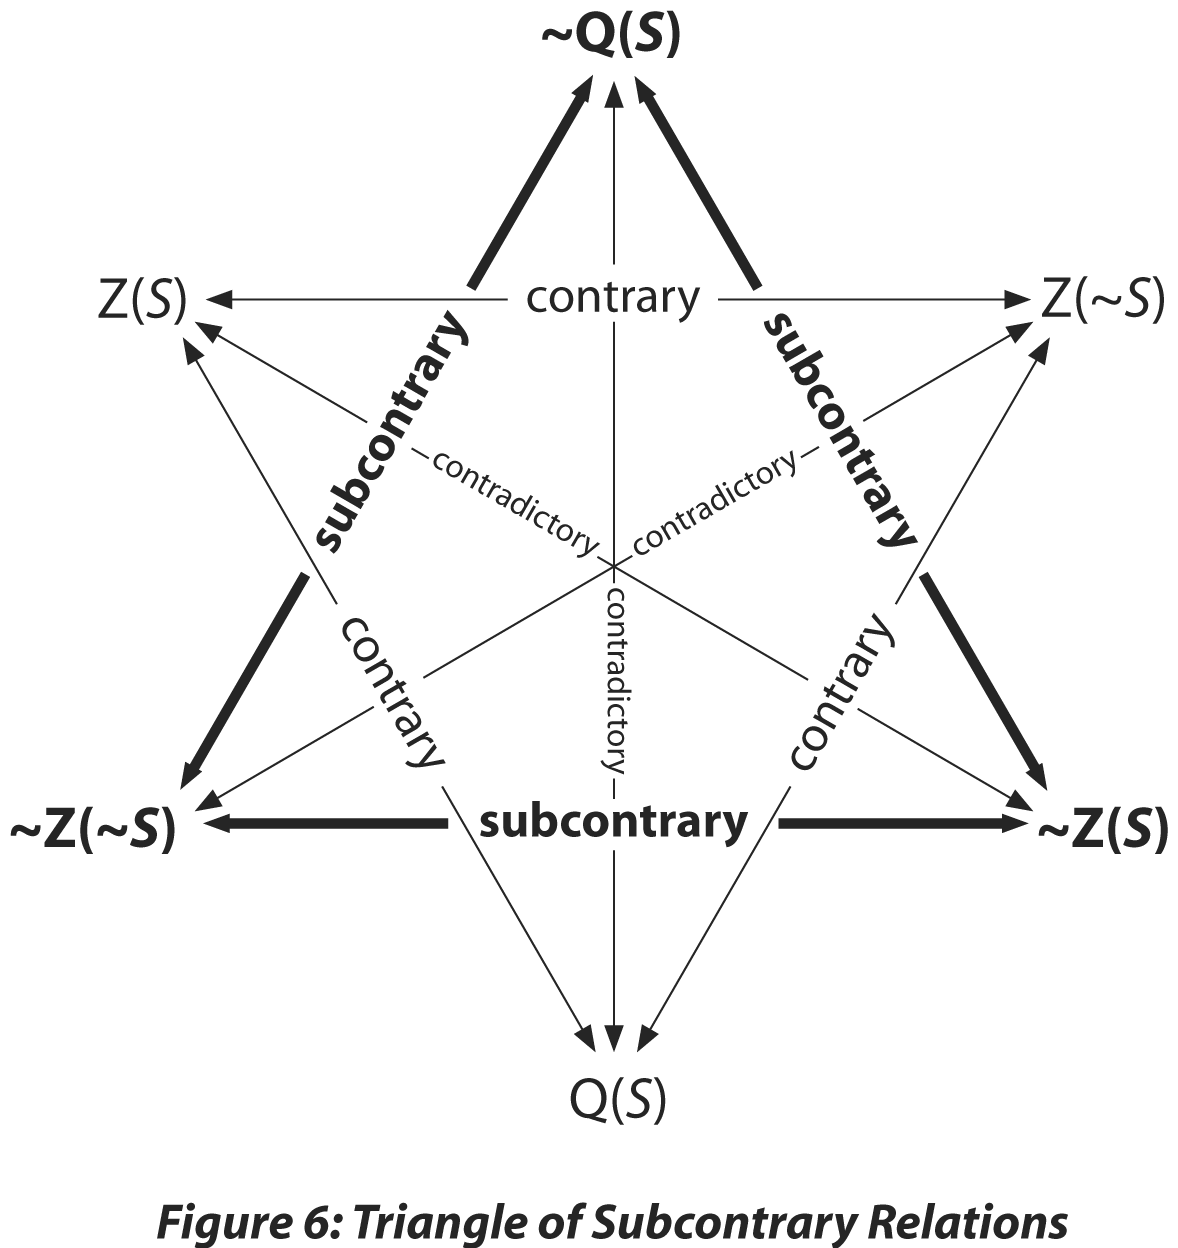 ~Q(S)
Z(S)
contrary
Z(~S)
subcontrary
subcontrary
contradictory
contradictory
contradictory
contrary
contrary
~Z(~S)
subcontrary
~Z(S)
Q(S)
Figure 6: Triangle of Subcontrary Relations